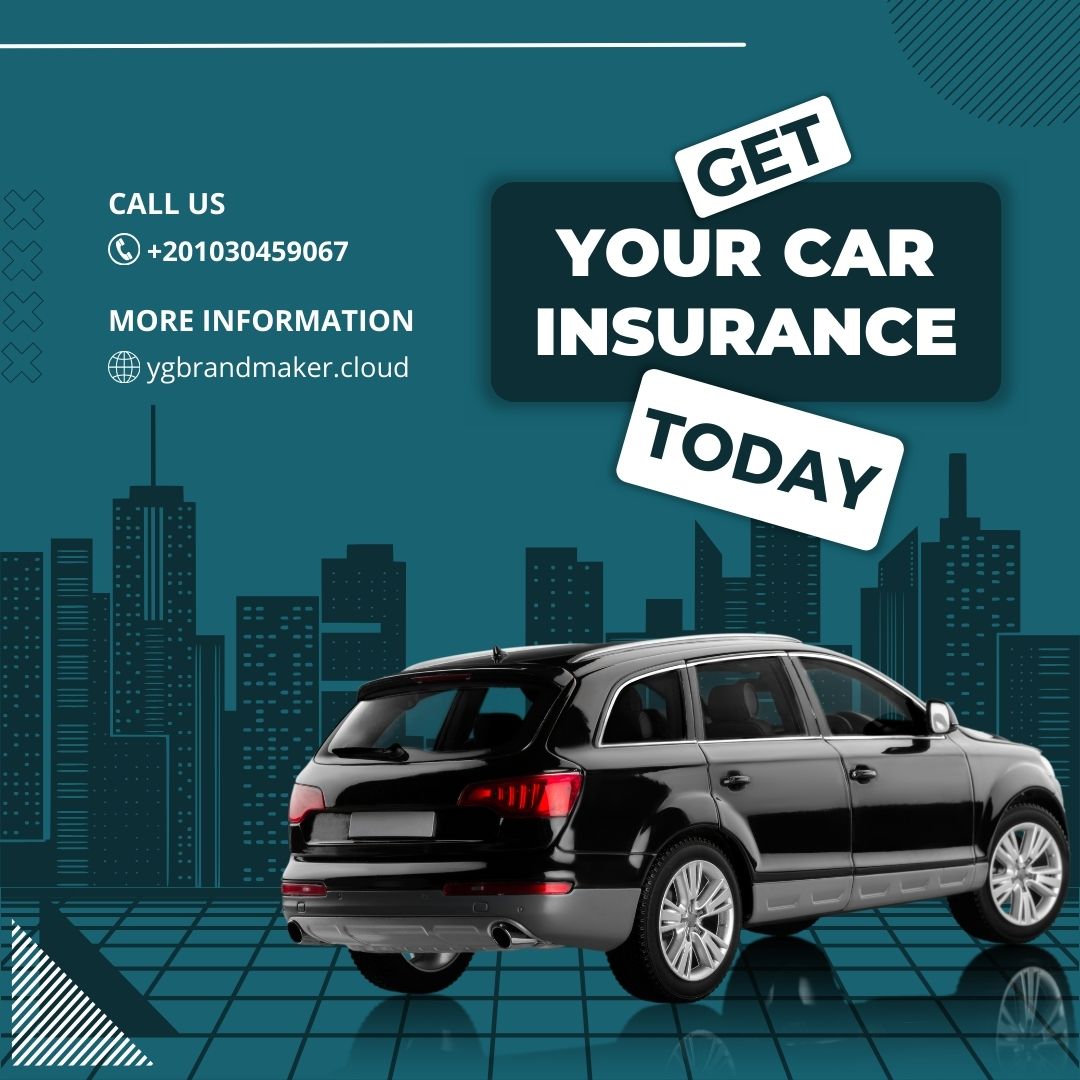 CALL US
+201030459067
MORE INFORMATION
ygbrandmaker.cloud
GET
YOUR CAR
INSURANCE
TODAY